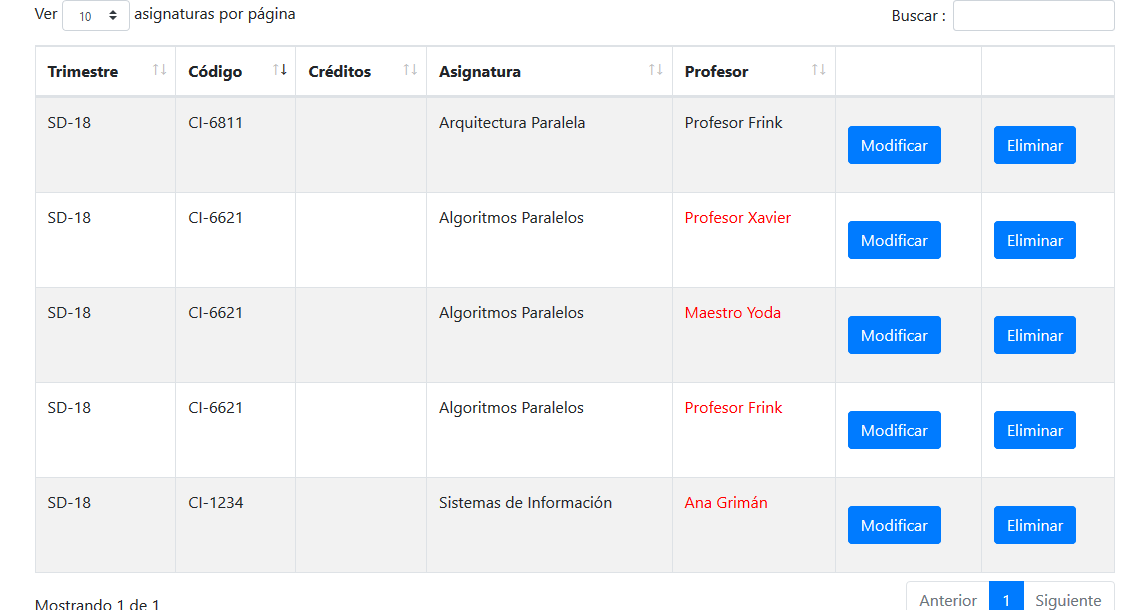 Ver 10 asignaturas por página Buscar :
Trimestre Código Créditos Asignatura Profesor
SD-18 CI-6811 Arquitectura Paralela Profesor Frink Modificar Eliminar
SD-18 CI-6621 Algoritmos Paralelos Profesor Xavier Modificar Eliminar
SD-18 CI-6621 Algoritmos Paralelos Maestro Yoda Modificar Eliminar
SD-18 CI-6621 Algoritmos Paralelos Profesor Frink Modificar Eliminar
SD-18 CI-1234 Sistemas de Información Ana Grimán Modificar Eliminar
Mostrando 1 de 1 Anterior 1 Siguiente